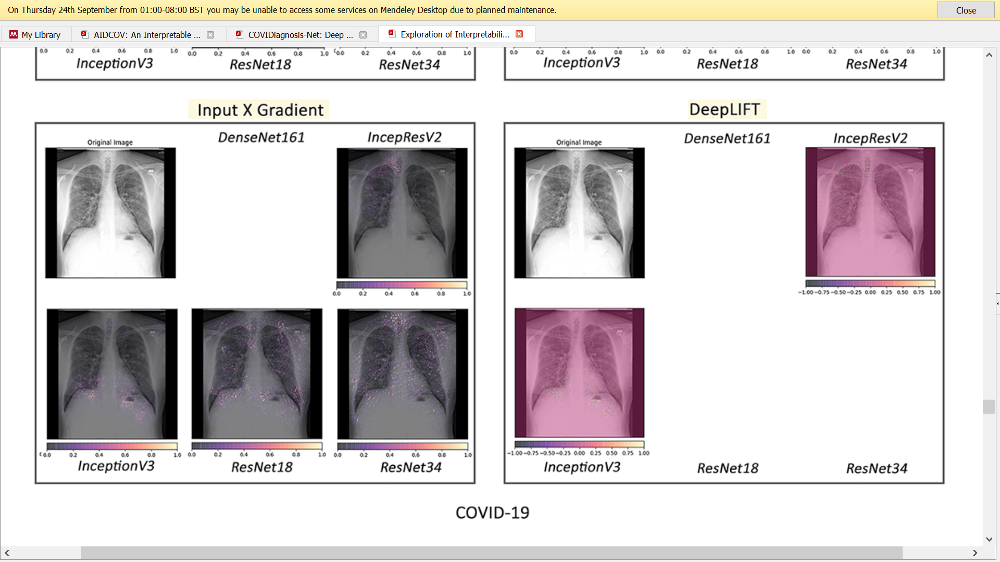 On Thursday 24th September from 01:00-08:00 BST you may be unable to access some services on Mendeley Desktop due to planned maintenance.
Close
My Library
AIDCOV: An Interpretable ...
COVIDiagnosis-Net: Deep ...
Exploration of Interpretabili...
0.0 0.2 0.4 0.6 0.8 1.0
0.0 0.2 0.4 0.6 0.8 1.0
0.0 0.2 0.4 0.6 0.8 1.0
InceptionV3 ResNet18 ResNet34
0.0 0.2 0.4 0.6 0.8 1.0
0.0 0.2 0.4 0.6 0.8 1.0
0.0 0.2 0.4 0.6 0.8 1.0
InceptionV3 ResNet18 ResNet34
Input X Gradient
Original Image
DenseNet161
IncepResV2
0.0 0.2 0.4 0.6 0.8 1.0
0.0 0.2 0.4 0.6 0.8 1.0
0.0 0.2 0.4 0.6 0.8 1.0
0.0 0.2 0.4 0.6 0.8 1.0
InceptionV3 ResNet18 ResNet34
DeepLIFT
Original Image
DenseNet161
IncepResV2
−1.00 −0.75 −0.50 −0.25 0.00 0.25 0.50 0.75 1.00
−1.00 −0.75 −0.50 −0.25 0.00 0.25 0.50 0.75 1.00
InceptionV3 ResNet18 ResNet34
COVID-19